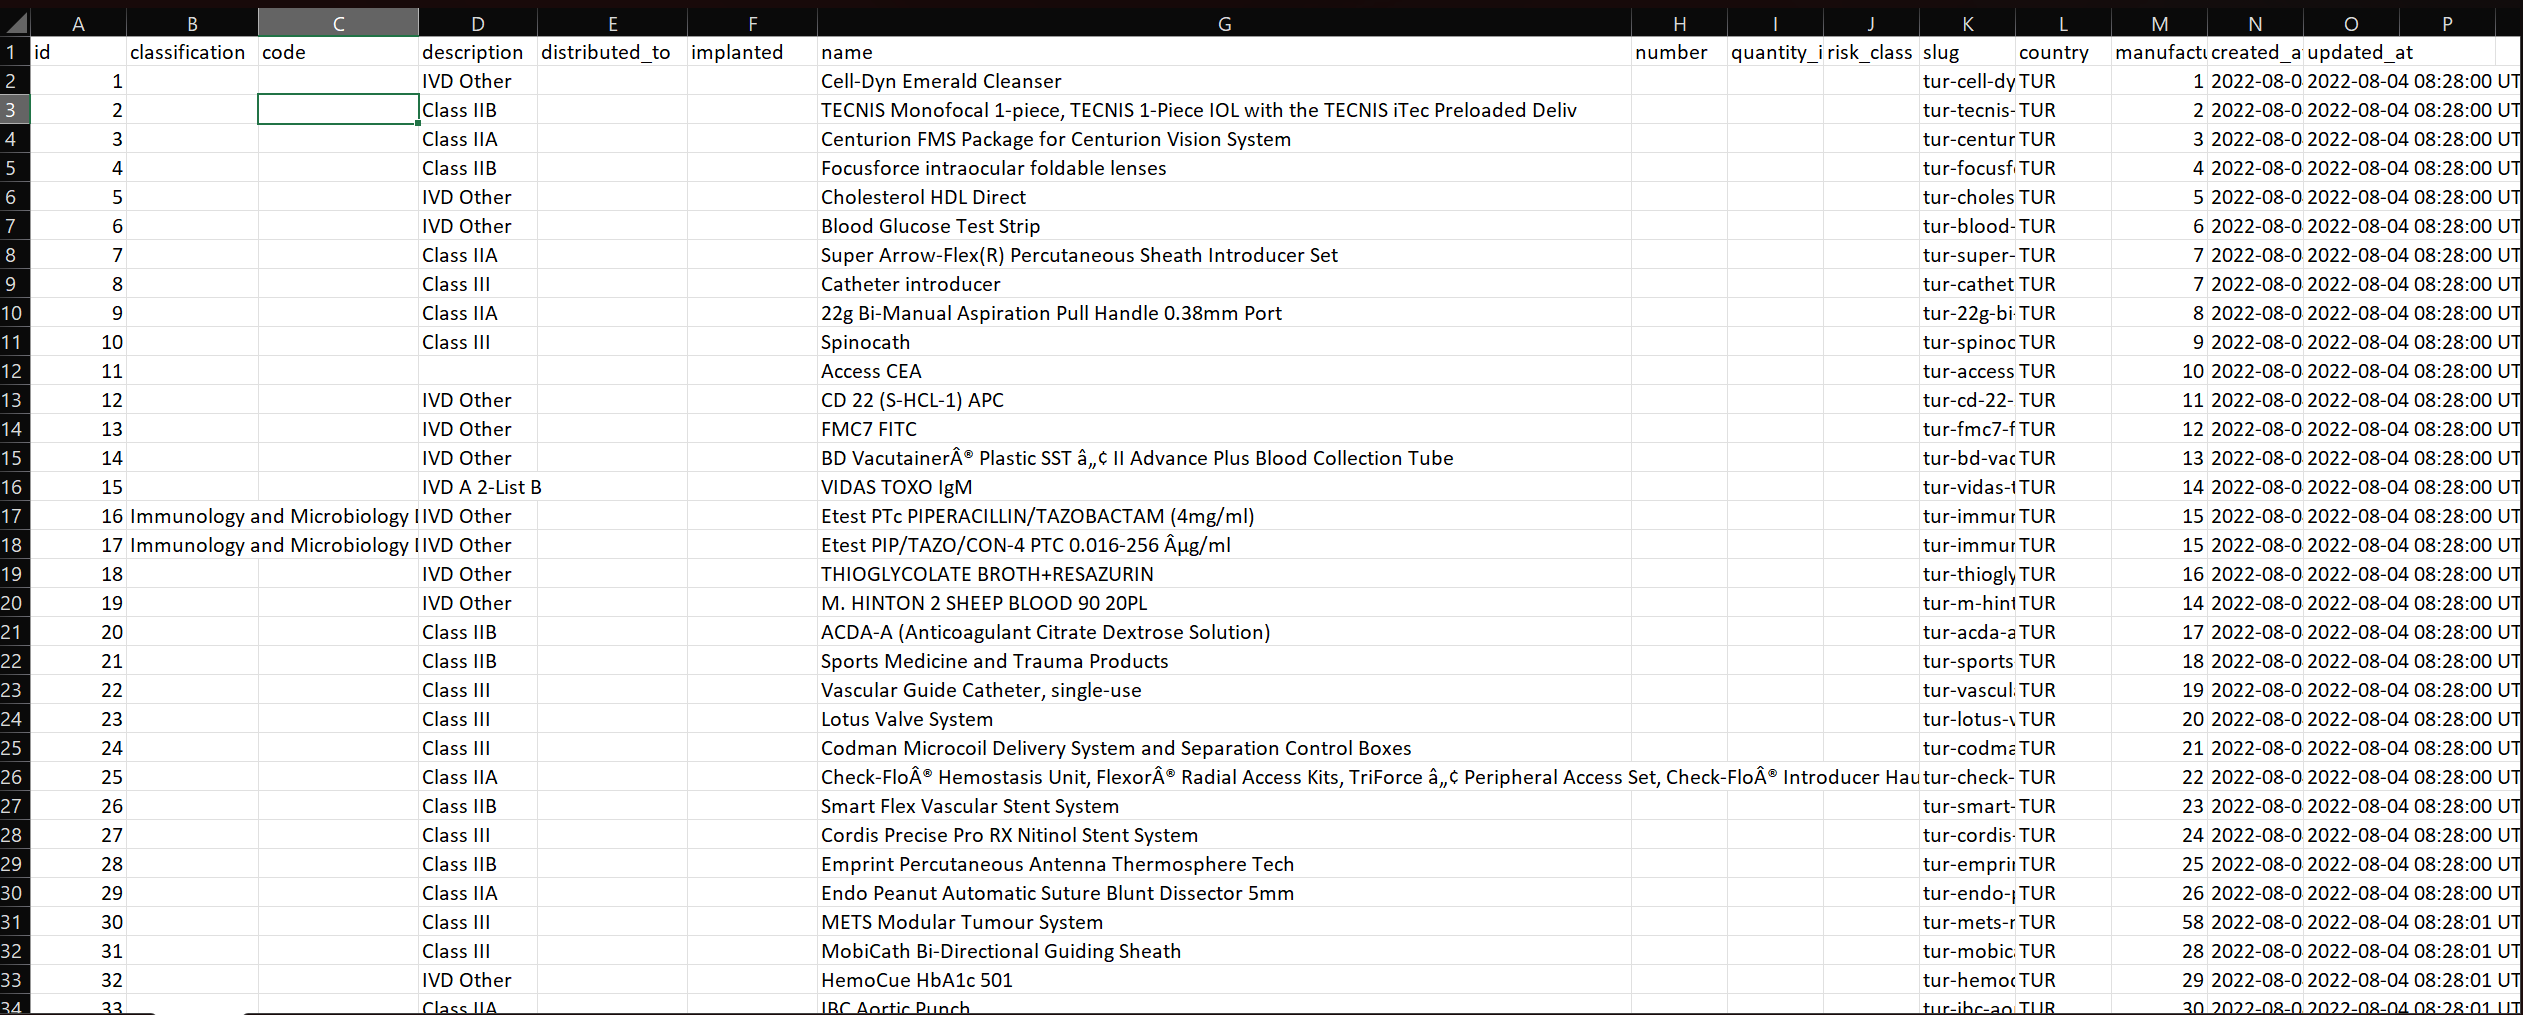 A B C D E F G H I J K L M N O P
1 id classification code description distributed_to implanted name number quantity_i risk_class slug country manufactu created_a updated_at
2 1 IVD Other Cell-Dyn Emerald Cleanser tur-cell-dy TUR 1 2022-08-0 2022-08-04 08:28:00 UT
3 2 Class IIB TECNIS Monofocal 1-piece, TECNIS 1-Piece IOL with the TECNIS iTec Preloaded Deliv tur-tecnis- TUR 2 2022-08-0 2022-08-04 08:28:00 UT
4 3 Class IIA Centurion FMS Package for Centurion Vision System tur-centur TUR 3 2022-08-0 2022-08-04 08:28:00 UT
5 4 Class IIB Focusforce intraocular foldable lenses tur-focusf TUR 4 2022-08-0 2022-08-04 08:28:00 UT
6 5 IVD Other Cholesterol HDL Direct tur-choles TUR 5 2022-08-0 2022-08-04 08:28:00 UT
7 6 IVD Other Blood Glucose Test Strip tur-blood- TUR 6 2022-08-0 2022-08-04 08:28:00 UT
8 7 Class IIA Super Arrow-Flex(R) Percutaneous Sheath Introducer Set tur-super- TUR 7 2022-08-0 2022-08-04 08:28:00 UT
9 8 Class III Catheter introducer tur-cathet TUR 7 2022-08-0 2022-08-04 08:28:00 UT
10 9 Class IIA 22g Bi-Manual Aspiration Pull Handle 0.38mm Port tur-22g-bi- TUR 8 2022-08-0 2022-08-04 08:28:00 UT
11 10 Class III Spinocath tur-spinoc TUR 9 2022-08-0 2022-08-04 08:28:00 UT
12 11 Access CEA tur-access TUR 10 2022-08-0 2022-08-04 08:28:00 UT
13 12 IVD Other CD 22 (S-HCL-1) APC tur-cd-22- TUR 11 2022-08-0 2022-08-04 08:28:00 UT
14 13 IVD Other FMC7 FITC tur-fmc7-f TUR 12 2022-08-0 2022-08-04 08:28:00 UT
15 14 IVD Other BD VacutainerÂ® Plastic SST â„¢ II Advance Plus Blood Collection Tube tur-bd-vac TUR 13 2022-08-0 2022-08-04 08:28:00 UT
16 15 IVD A 2-List B VIDAS TOXO IgM tur-vidas-t TUR 14 2022-08-0 2022-08-04 08:28:00 UT
17 16 Immunology and Microbiology IVD Other Etest PTc PIPERACILLIN/TAZOBACTAM (4mg/ml) tur-immur TUR 15 2022-08-0 2022-08-04 08:28:00 UT
18 17 Immunology and Microbiology IVD Other Etest PIP/TAZO/CON-4 PTC 0.016-256 Âµg/ml tur-immur TUR 15 2022-08-0 2022-08-04 08:28:00 UT
19 18 IVD Other THIOGLYCOLATE BROTH+RESAZURIN tur-thiogly TUR 16 2022-08-0 2022-08-04 08:28:00 UT
20 19 IVD Other M. HINTON 2 SHEEP BLOOD 90 20PL tur-m-hint TUR 14 2022-08-0 2022-08-04 08:28:00 UT
21 20 Class IIB ACDA-A (Anticoagulant Citrate Dextrose Solution) tur-acda-a TUR 17 2022-08-0 2022-08-04 08:28:00 UT
22 21 Class IIB Sports Medicine and Trauma Products tur-sports TUR 18 2022-08-0 2022-08-04 08:28:00 UT
23 22 Class III Vascular Guide Catheter, single-use tur-vascul TUR 19 2022-08-0 2022-08-04 08:28:00 UT
24 23 Class III Lotus Valve System tur-lotus-v TUR 20 2022-08-0 2022-08-04 08:28:00 UT
25 24 Class III Codman Microcoil Delivery System and Separation Control Boxes tur-codma TUR 21 2022-08-0 2022-08-04 08:28:00 UT
26 25 Class IIA Check-FloÂ® Hemostasis Unit, FlexorÂ® Radial Access Kits, TriForce â„¢ Peripheral Access Set, Check-FloÂ® Introducer Hau tur-check- TUR 22 2022-08-0 2022-08-04 08:28:00 UT
27 26 Class IIB Smart Flex Vascular Stent System tur-smart- TUR 23 2022-08-0 2022-08-04 08:28:00 UT
28 27 Class III Cordis Precise Pro RX Nitinol Stent System tur-cordis- TUR 24 2022-08-0 2022-08-04 08:28:00 UT
29 28 Class IIB Emprint Percutaneous Antenna Thermosphere Tech tur-emprir TUR 25 2022-08-0 2022-08-04 08:28:00 UT
30 29 Class IIA Endo Peanut Automatic Suture Blunt Dissector 5mm tur-endo-p TUR 26 2022-08-0 2022-08-04 08:28:00 UT
31 30 Class III METS Modular Tumour System tur-mets-r TUR 58 2022-08-0 2022-08-04 08:28:01 UT
32 31 Class III MobiCath Bi-Directional Guiding Sheath tur-mobic TUR 28 2022-08-0 2022-08-04 08:28:01 UT
33 32 IVD Other HemoCue HbA1c 501 tur-hemoc TUR 29 2022-08-0 2022-08-04 08:28:01 UT
34 33 Class IIA IBC Aortic Punch tur-ibc-ao TUR 30 2022-08-0 2022-08-04 08:28:01 UT